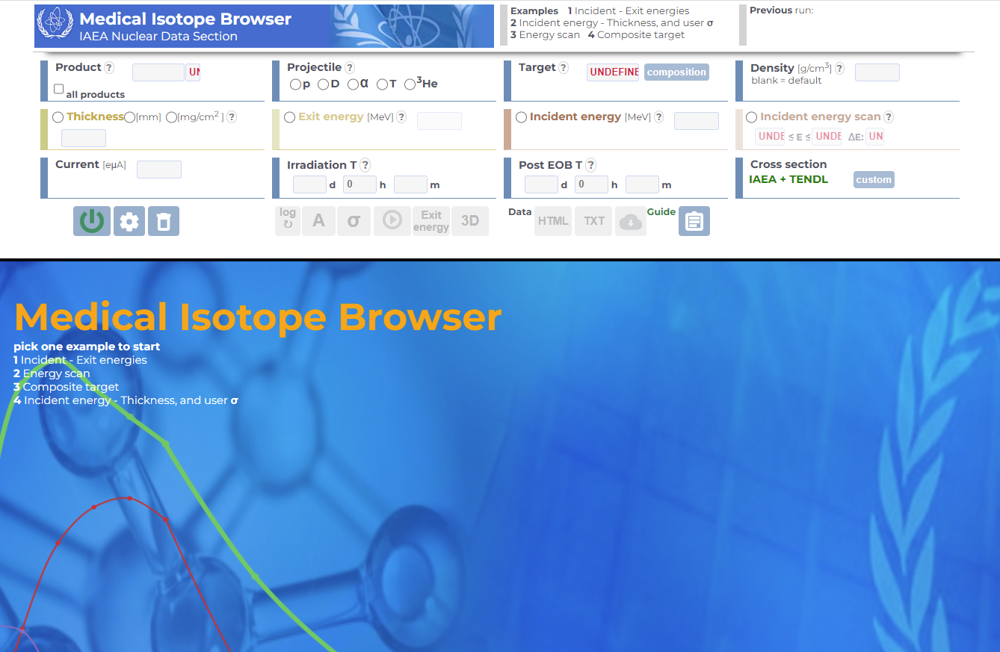 Medical Isotope Browser
IAEA Nuclear Data Section
Examples 1 Incident - Exit energies
2 Incident energy - Thickness, and user σ
3 Energy scan 4 Composite target
Previous run:
Product ?
UN
all products
Projectile ?
p D α T ³He
Target ? UNDEFINE composition
Density [g/cm³] ?
blank = default
Thickness [mm] [mg/cm² ] ?
Exit energy [MeV] ?
Incident energy [MeV] ?
Incident energy scan ?
UNDE ≤ E ≤ UNDE ΔE: UN
Current [eμA]
Irradiation T ?
d 0 h m
Post EOB T ?
d 0 h m
Cross section
IAEA + TENDL custom
log
↻
A
σ
Exit
energy
3D
Data HTML TXT
Guide
Medical Isotope Browser
pick one example to start
1 Incident - Exit energies
2 Energy scan
3 Composite target
4 Incident energy - Thickness, and user σ